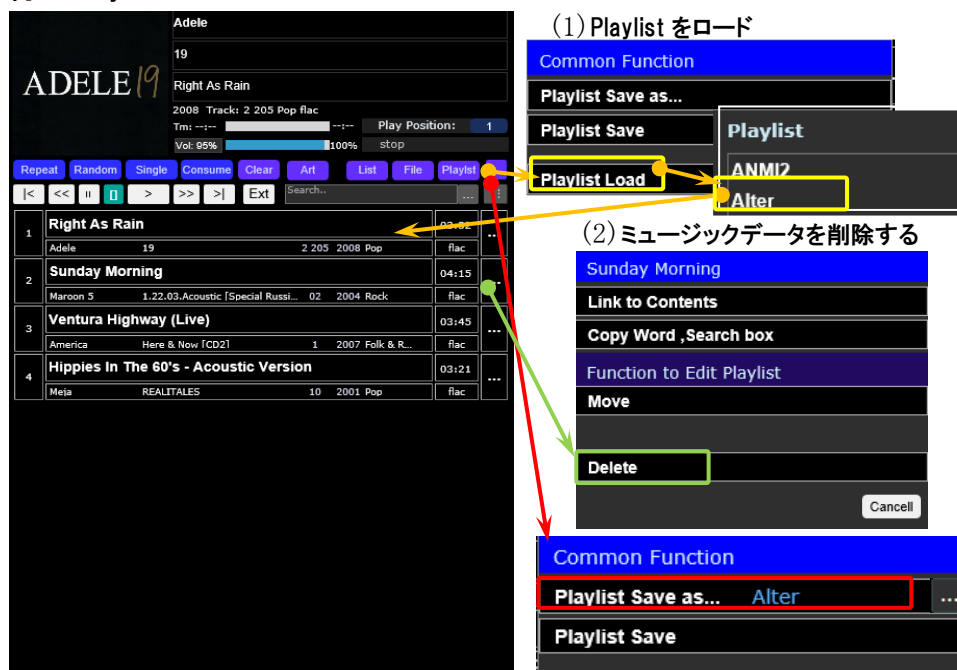 Adele
19
ADELE 19
Right As Rain
2008 Track: 2 205 Pop flac
Tm: --:-- --:-- Play Position: 1
Vol: 95% 100% stop
Repeat Random Single Consume Clear Art List File Playlst
|< << II [] > >> >| Ext Search.. ...
1 Right As Rain 03:32 ...
Adele 19 2 205 2008 Pop flac
2 Sunday Morning 04:15 ...
Maroon 5 1.22.03.Acoustic [Special Russi... 02 2004 Rock flac
3 Ventura Highway (Live) 03:45 ...
America Here & Now [CD2] 1 2007 Folk & R... flac
4 Hippies In The 60's - Acoustic Version 03:21 ...
Meja REALITALES 10 2001 Pop flac
(1) Playlist をロード
Common Function
Playlist Save as...
Playlist Save
Playlist Load
Playlist
ANMI2
Alter
(2) ミュージックデータを削除する
Sunday Morning
Link to Contents
Copy Word ,Search box
Function to Edit Playlist
Move
Delete
Cancell
Common Function
Playlist Save as... Alter ...
Playlist Save